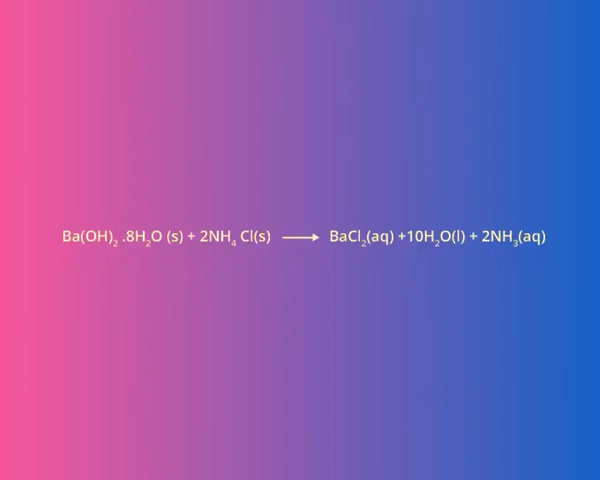 Ba(OH)₂ .8H₂O (s) + 2NH₄ Cl(s) ⟶ BaCl₂(aq) +10H₂O(l) + 2NH₃(aq)